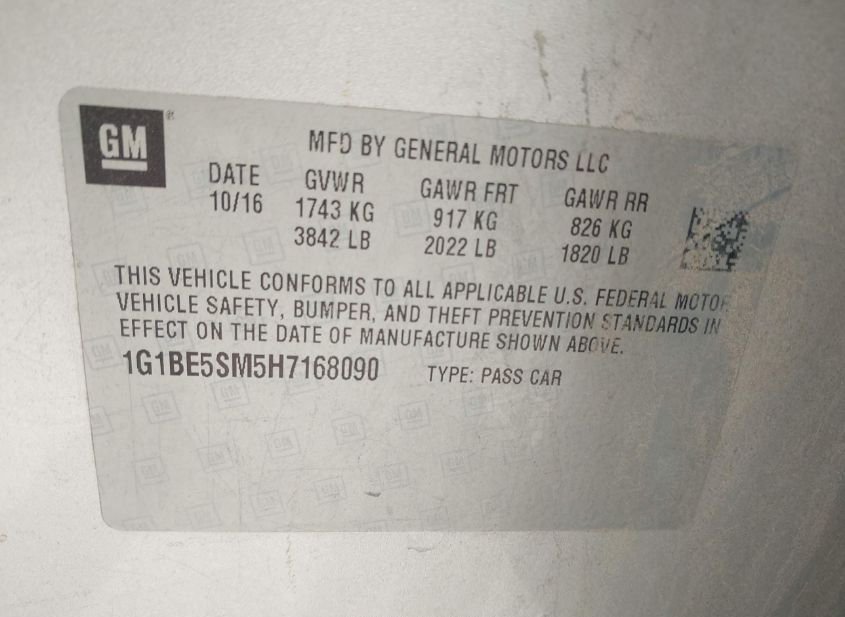 GM ®
MFD BY GENERAL MOTORS LLC
DATE GVWR GAWR FRT GAWR RR
10/16 1743 KG 917 KG 826 KG
3842 LB 2022 LB 1820 LB
THIS VEHICLE CONFORMS TO ALL APPLICABLE U.S. FEDERAL MOTOR
VEHICLE SAFETY, BUMPER, AND THEFT PREVENTION STANDARDS IN
EFFECT ON THE DATE OF MANUFACTURE SHOWN ABOVE.
1G1BE5SM5H7168090 TYPE: PASS CAR